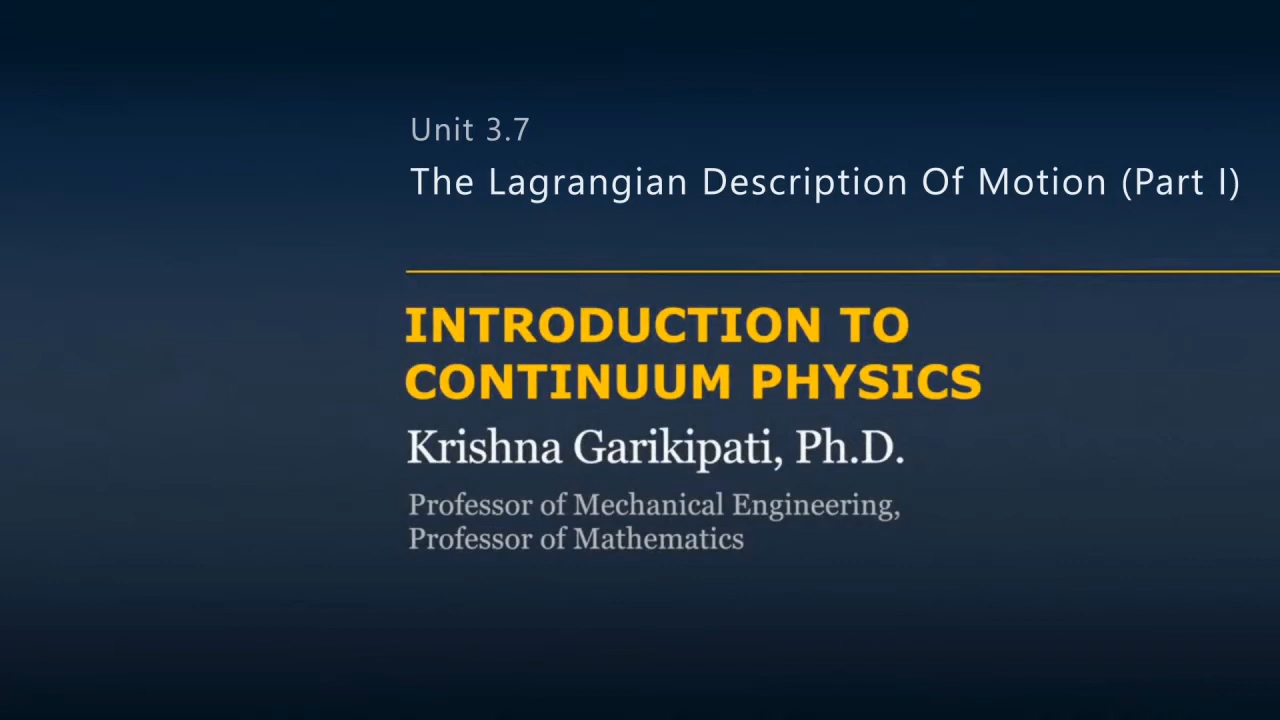 Unit 3.7
The Lagrangian Description Of Motion (Part I)
INTRODUCTION TO
CONTINUUM PHYSICS
Krishna Garikipati, Ph.D.
Professor of Mechanical Engineering,
Professor of Mathematics